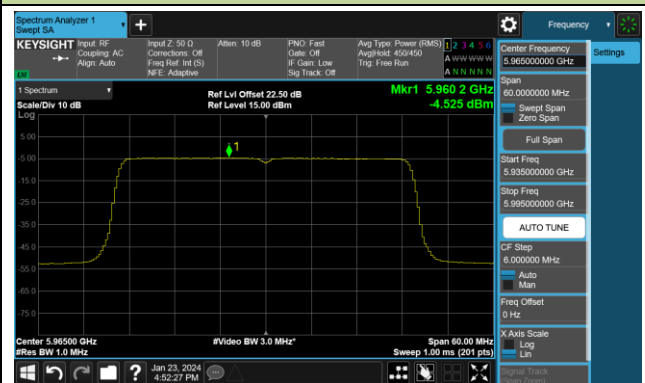 Spectrum Analyzer 1
Swept SA
Frequency
KEYSIGHT
Input: RF
Coupling: AC
Align: Auto
Input Z: 50 Ω
Corrections: Off
Freq Ref: Int (S)
NFE: Adaptive
Atten: 10 dB
PNO: Fast
Gate: Off
IF Gain: Low
Sig Track: Off
Avg Type: Power (RMS)
Avg|Hold: 450/450
Trig: Free Run
1 2 3 4 5 6
A W W W W W
A N N N N N
LXI
1 Spectrum
Scale/Div 10 dB
Log
Ref Lvl Offset 22.50 dB
Ref Level 15.00 dBm
Mkr1 5.960 2 GHz
-4.525 dBm
1
5.00
-5.00
-15.0
-25.0
-35.0
-45.0
-55.0
-65.0
-75.0
Center 5.96500 GHz
#Res BW 1.0 MHz
#Video BW 3.0 MHz*
Span 60.00 MHz
Sweep 1.00 ms (201 pts)
Jan 23, 2024
4:52:27 PM
Center Frequency
5.965000000 GHz
Settings
Span
60.0000000 MHz
Swept Span
Zero Span
Full Span
Start Freq
5.935000000 GHz
Stop Freq
5.995000000 GHz
AUTO TUNE
CF Step
6.000000 MHz
Auto
Man
Freq Offset
0 Hz
X Axis Scale
Log
Lin
Signal Track
(Span Zoom)